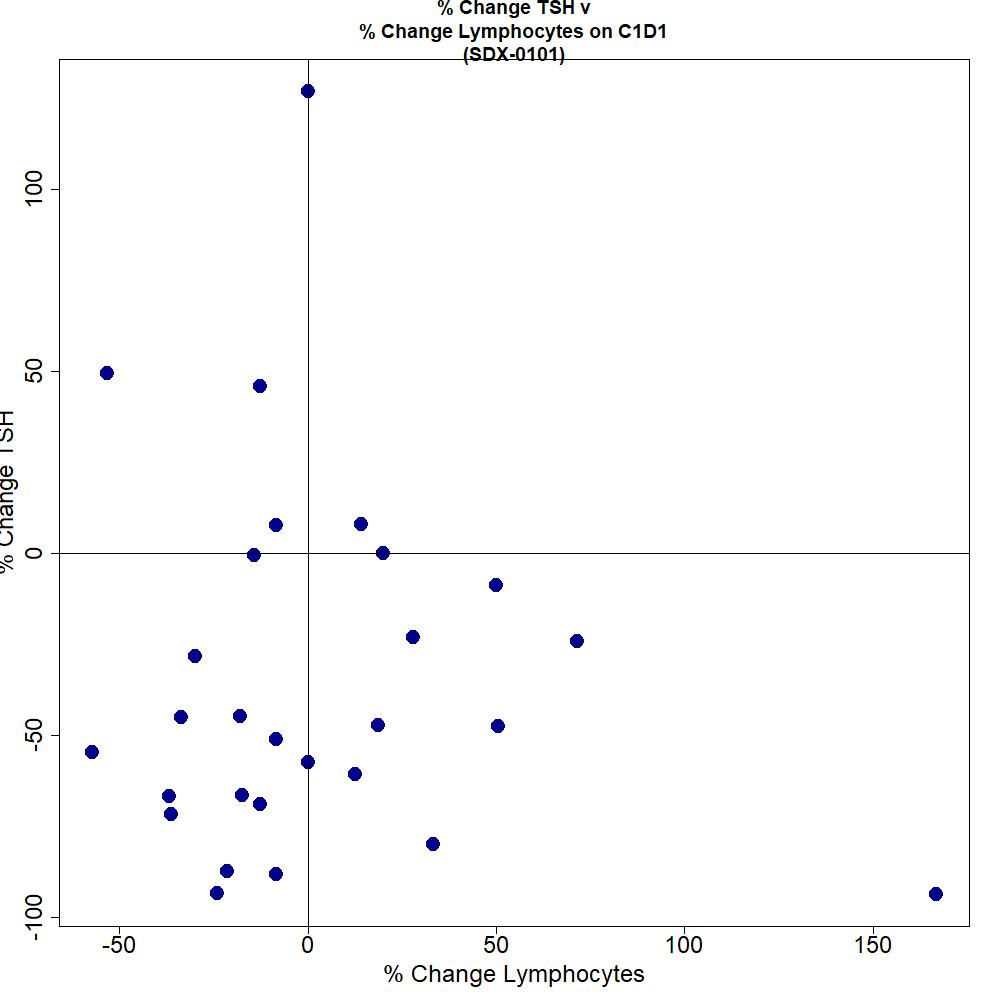 % Change TSH v
% Change Lymphocytes on C1D1
(SDX-0101)
% Change TSH
100
50
0
-50
-100
-50
0
50
100
150
% Change Lymphocytes